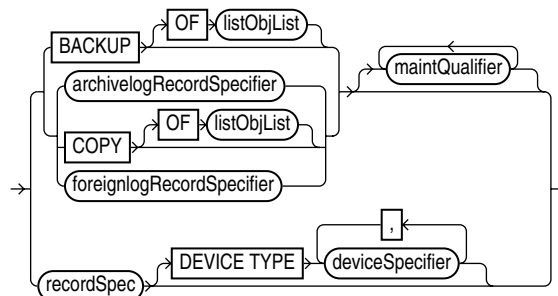 OF listObjList
BACKUP
maintQualifier
archivelogRecordSpecifier
OF listObjList
COPY
foreignlogRecordSpecifier
,
DEVICE TYPE deviceSpecifier
recordSpec